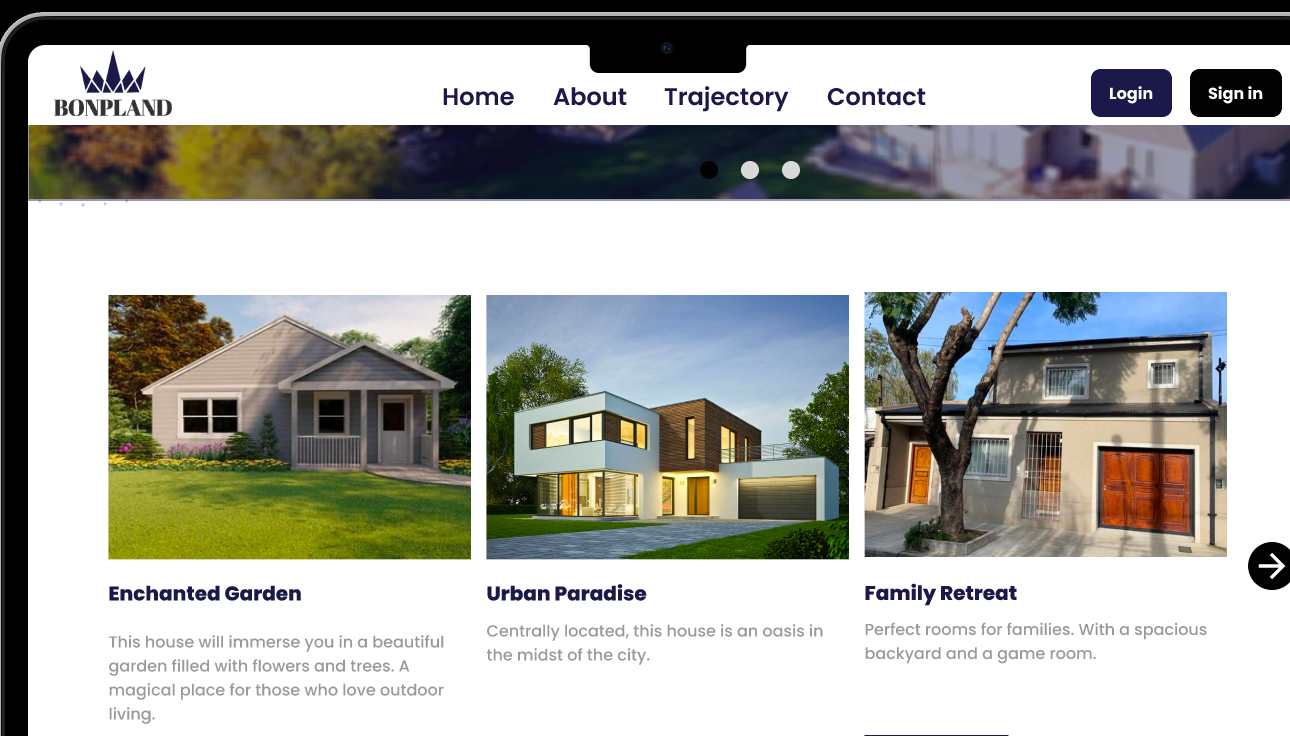 BONPLAND
Home About Trajectory Contact
Login Sign in
Enchanted Garden
This house will immerse you in a beautiful
garden filled with flowers and trees. A
magical place for those who love outdoor
living.
Urban Paradise
Centrally located, this house is an oasis in
the midst of the city.
Family Retreat
Perfect rooms for families. With a spacious
backyard and a game room.